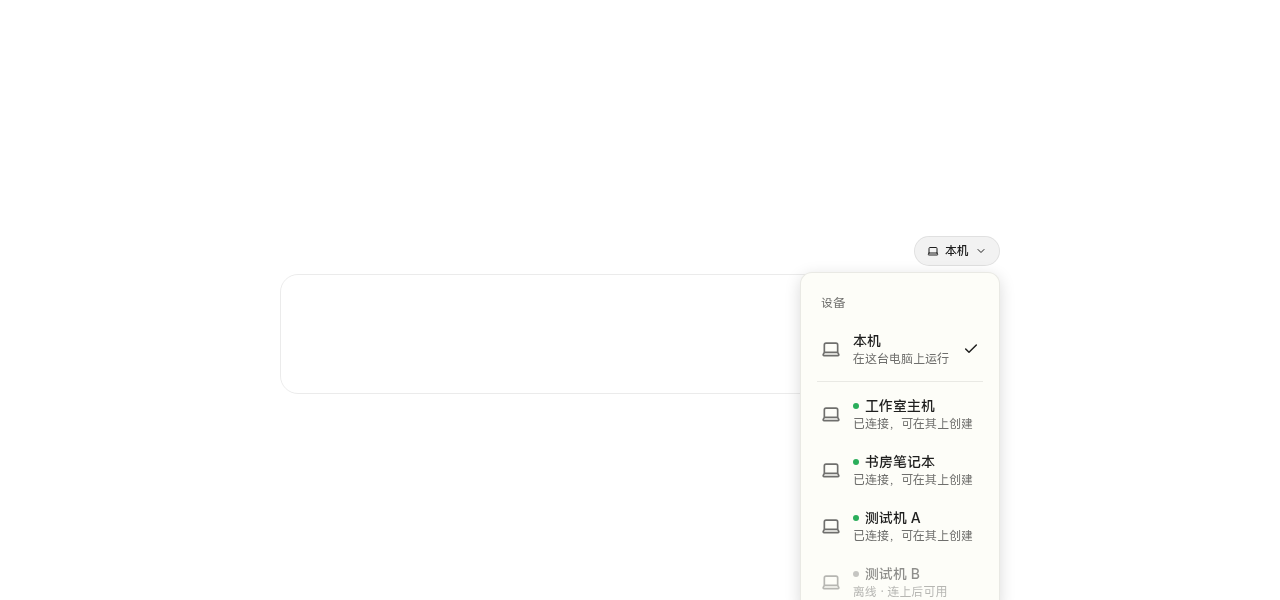 本机
设备
本机
在这台电脑上运行
工作室主机
已连接，可在其上创建
书房笔记本
已连接，可在其上创建
测试机 A
已连接，可在其上创建
测试机 B
离线 · 连上后可用